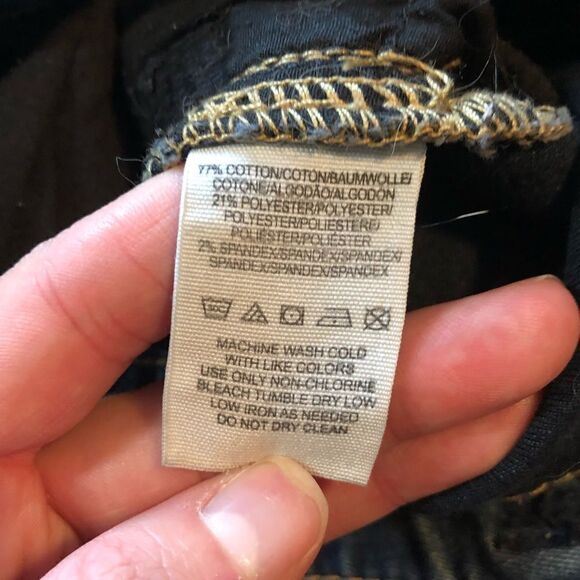 77% COTTON/COTON/BAUMWOLLE/
COTONE/ALGODÃO/ALGODON
21% POLYESTER/POLYESTER/
POLYESTER/POLIESTERE/
POLIÉSTER/POLIÉSTER
2% SPANDEX/SPANDEX/SPANDEX/
SPANDEX/SPANDEX/SPANDEX
MACHINE WASH COLD
WITH LIKE COLORS
USE ONLY NON-CHLORINE
BLEACH TUMBLE DRY LOW
LOW IRON AS NEEDED
DO NOT DRY CLEAN